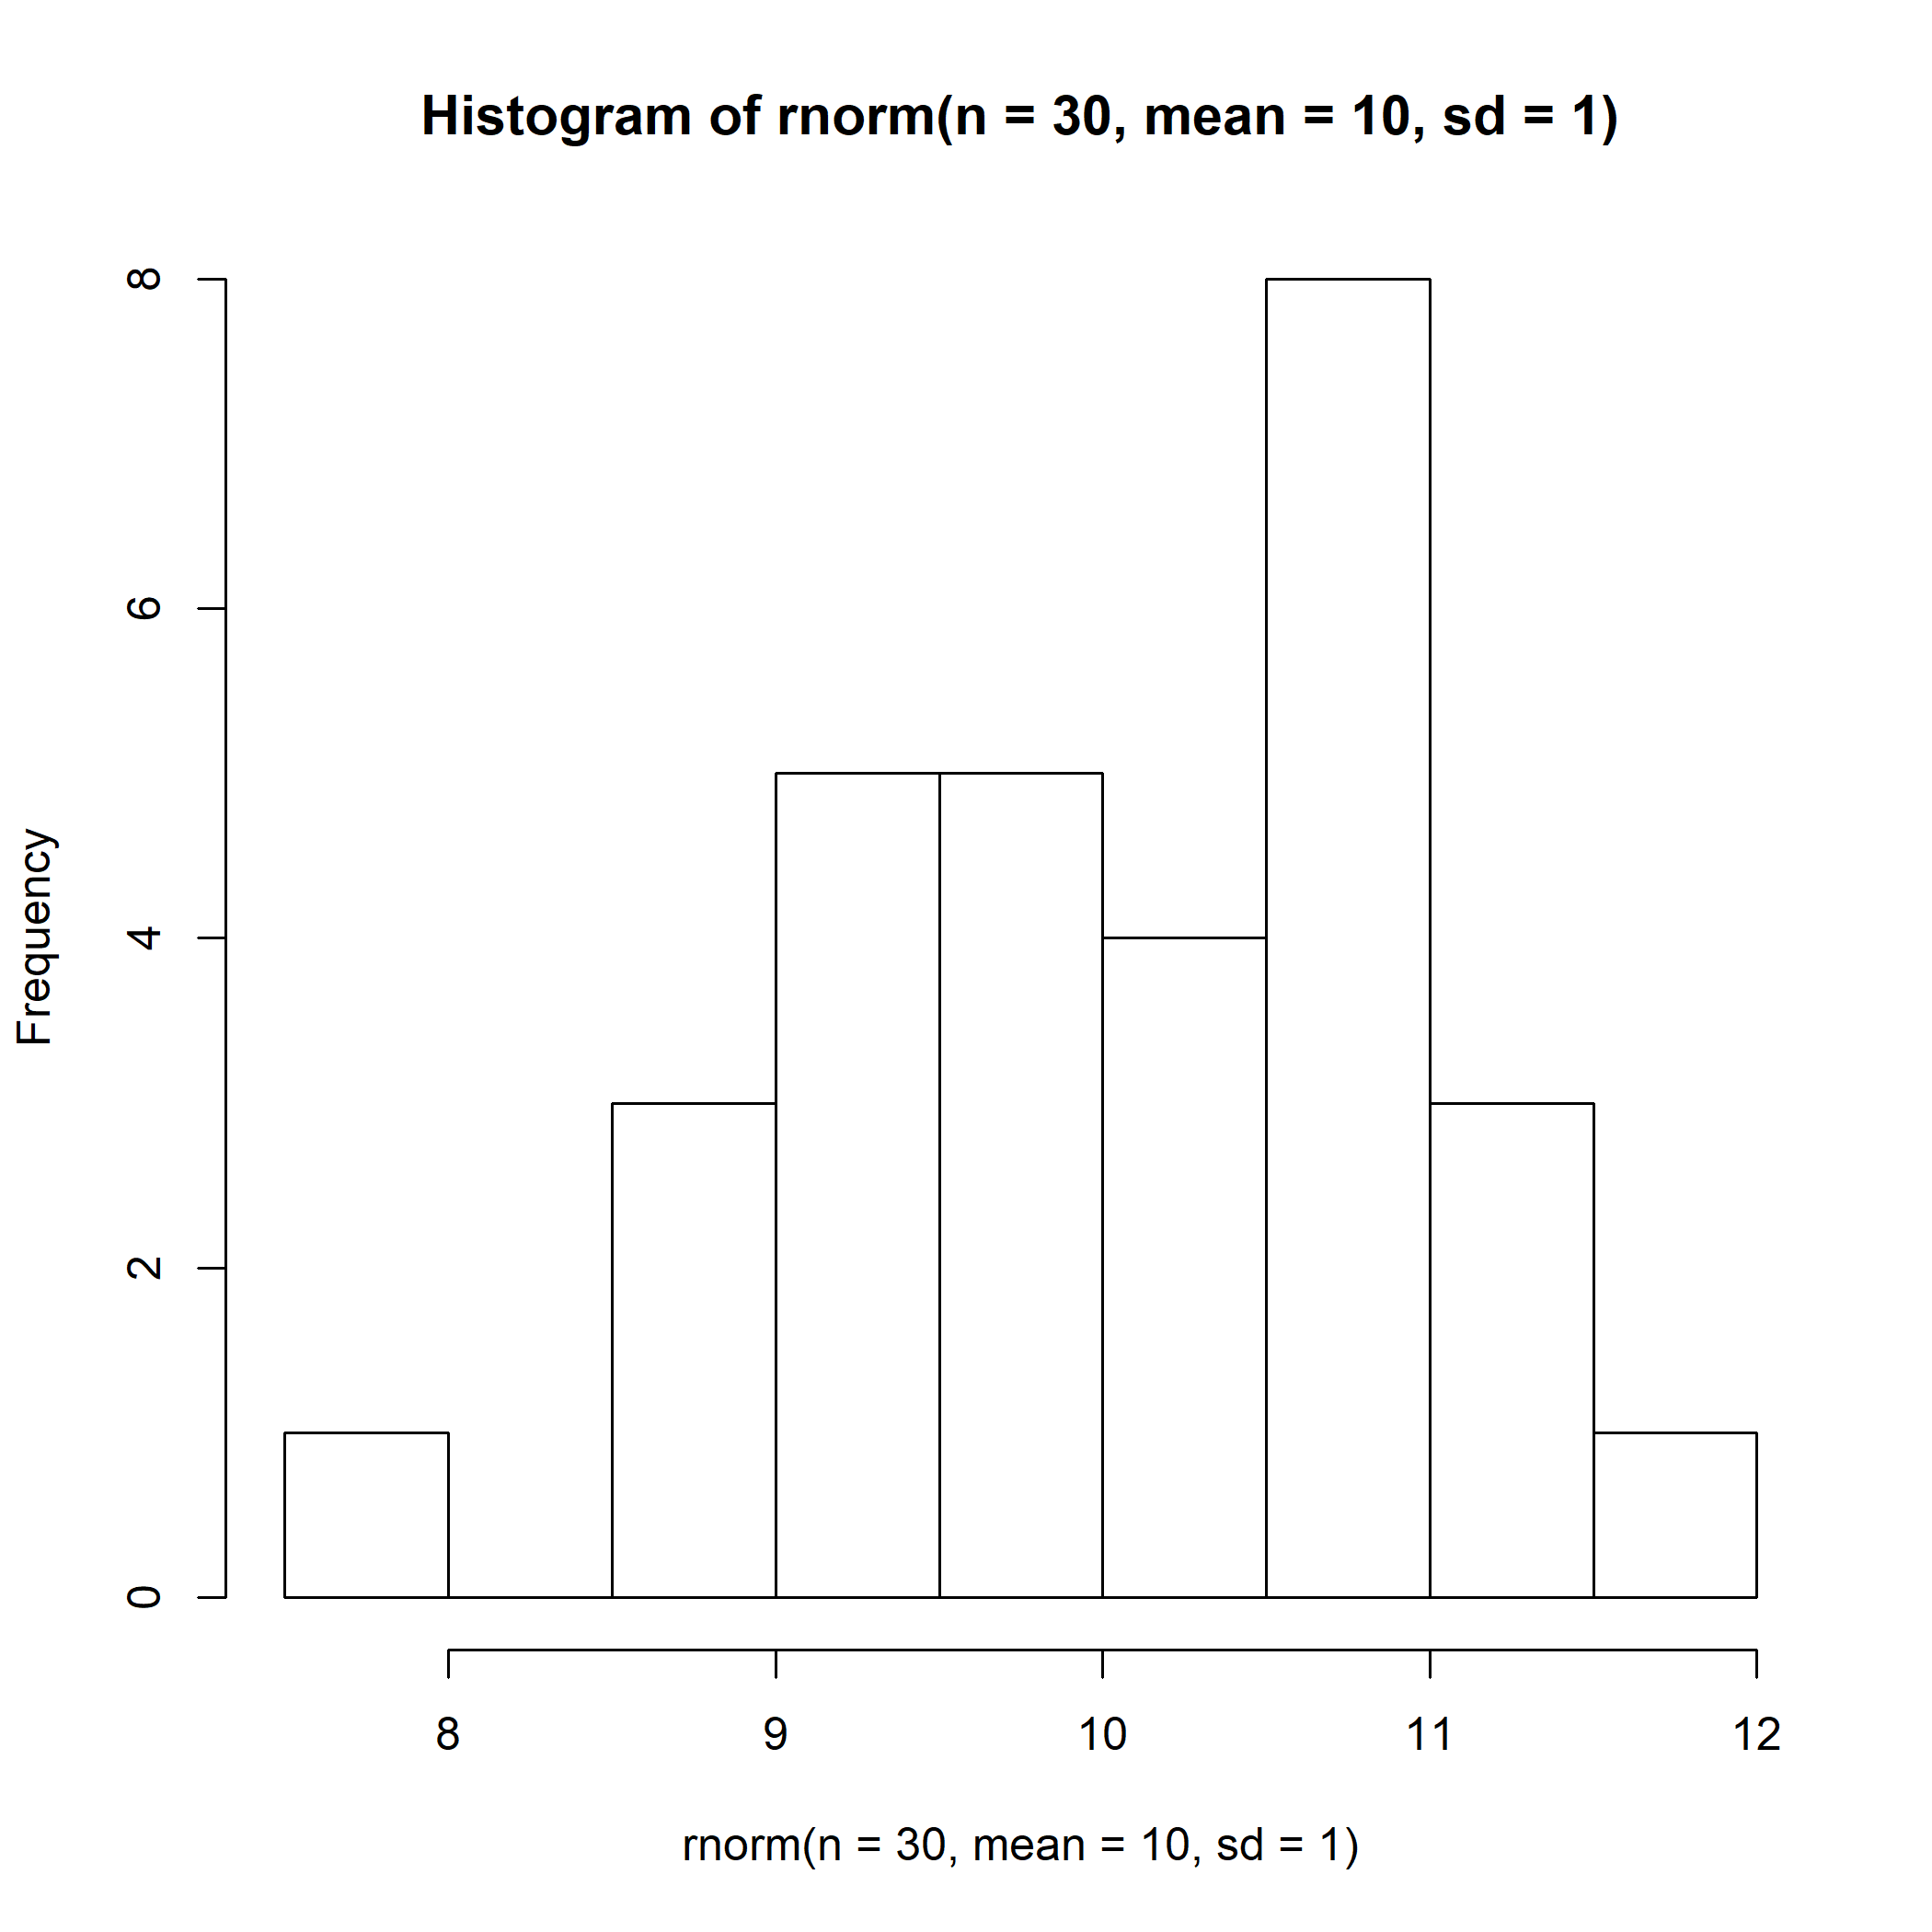 Histogram of rnorm(n = 30, mean = 10, sd = 1)
8
6
4
2
0
Frequency
8 9 10 11 12
rnorm(n = 30, mean = 10, sd = 1)